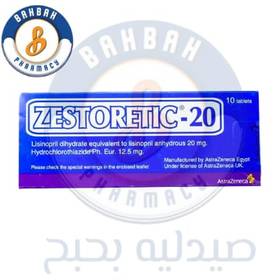 BAHBAH
PHARMACY
10 tablets
ZESTORETIC®-20
Lisinopril dihydrate equivalent to lisinopril anhydrous 20 mg.
Hydrochlorothiazide Ph. Eur. 12.5 mg.
Please check the special warnings in the enclosed leaflet
Manufactured by AstraZeneca Egypt
Under license of AstraZeneca UK.
AstraZeneca
صيدلية بحبح